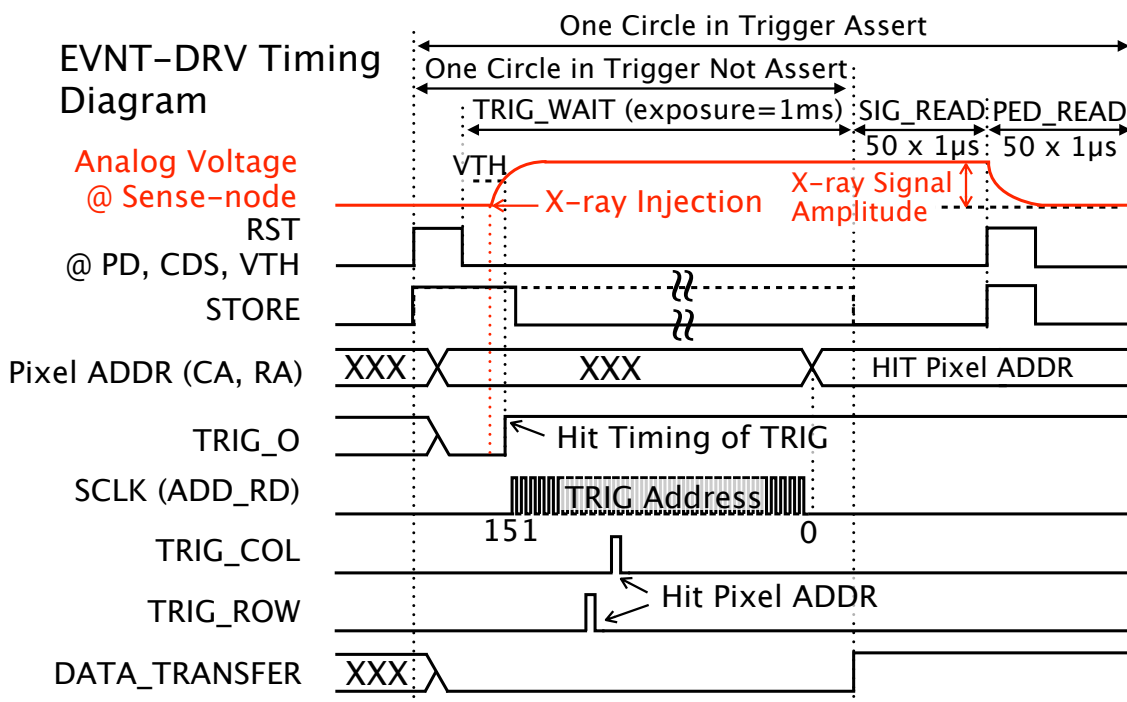 One Circle in Trigger Assert
EVNT-DRV Timing
Diagram
One Circle in Trigger Not Assert
TRIG_WAIT (exposure=1ms)
SIG_READ
PED_READ
50 x 1µs
50 x 1µs
Analog Voltage
@ Sense-node
VTH
X-ray Injection
X-ray Signal
Amplitude
RST
@ PD, CDS, VTH
STORE
Pixel ADDR (CA, RA)
XXX
XXX
HIT Pixel ADDR
TRIG_O
Hit Timing of TRIG
SCLK (ADD_RD)
TRIG Address
151
0
TRIG_COL
Hit Pixel ADDR
TRIG_ROW
DATA_TRANSFER
XXX